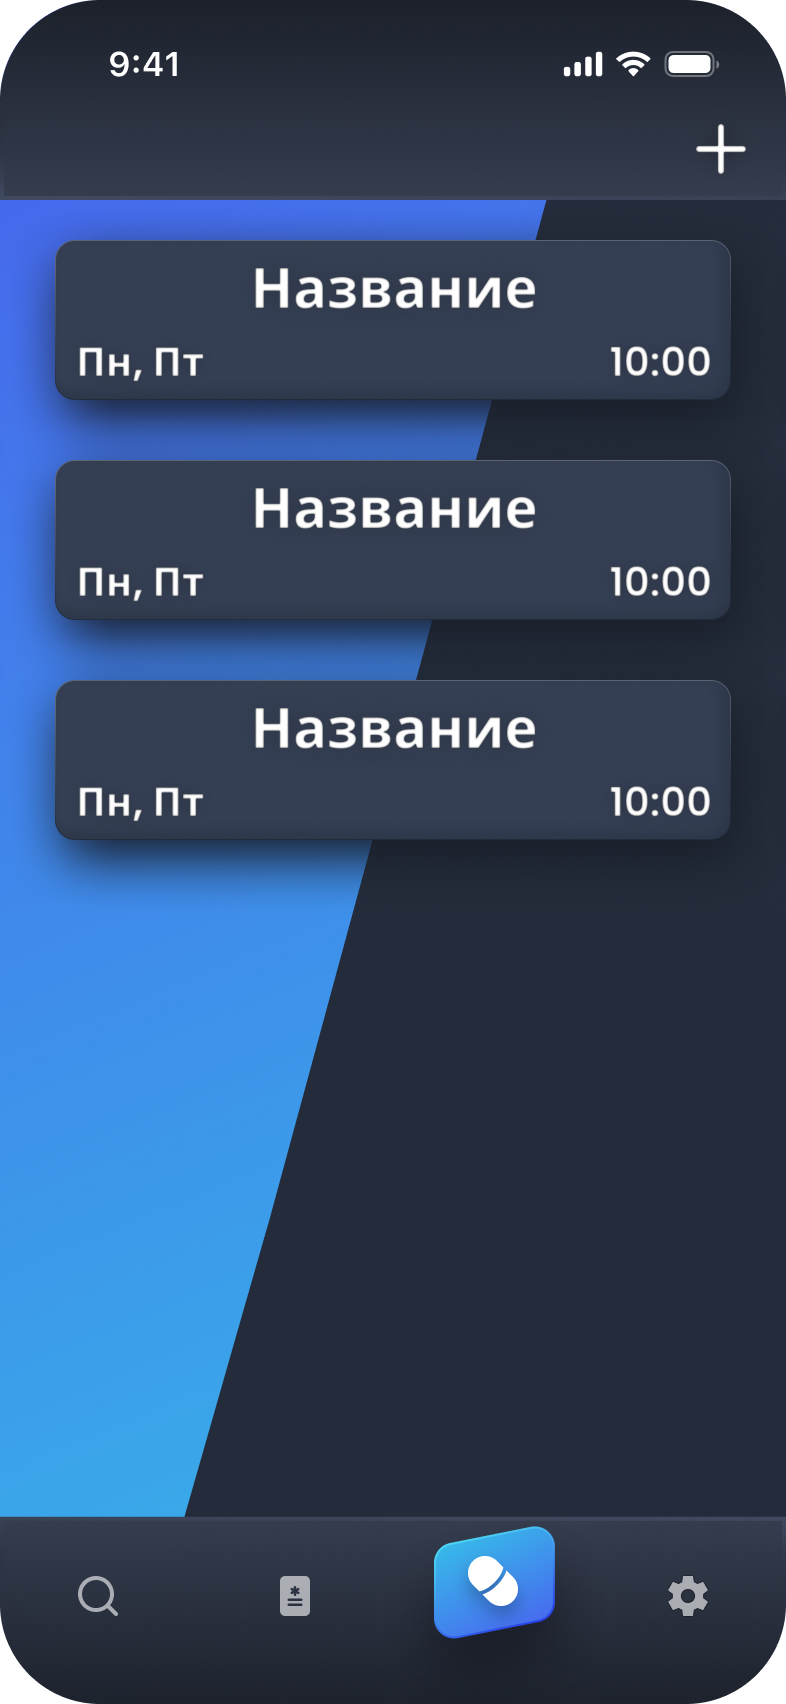 9:41
Название
Пн, Пт 10:00
Название
Пн, Пт 10:00
Название
Пн, Пт 10:00